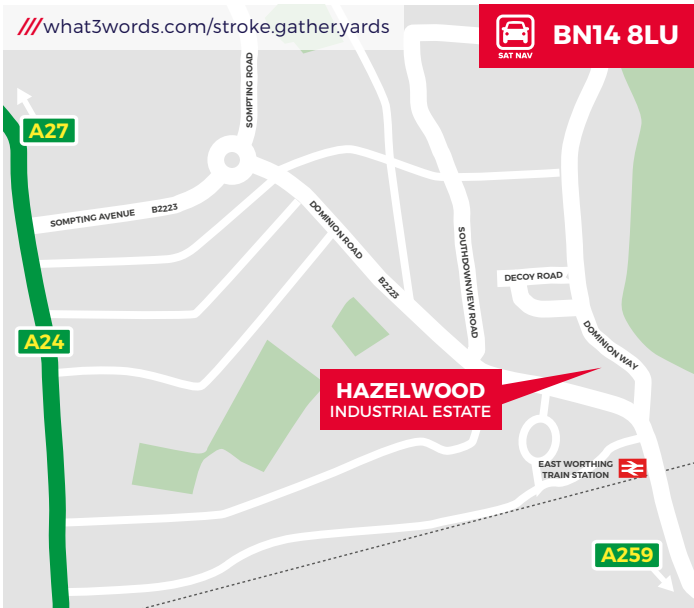 ///what3words.com/stroke.gather.yards
SAT NAV
BN14 8LU
SOMPTING ROAD
A27
SOMPTING AVENUE B2223
DOMINION ROAD B2223
SOUTHDOWNVIEW ROAD
DECOY ROAD
DOMINION WAY
A24
HAZELWOOD
INDUSTRIAL ESTATE
EAST WORTHING
TRAIN STATION
A259